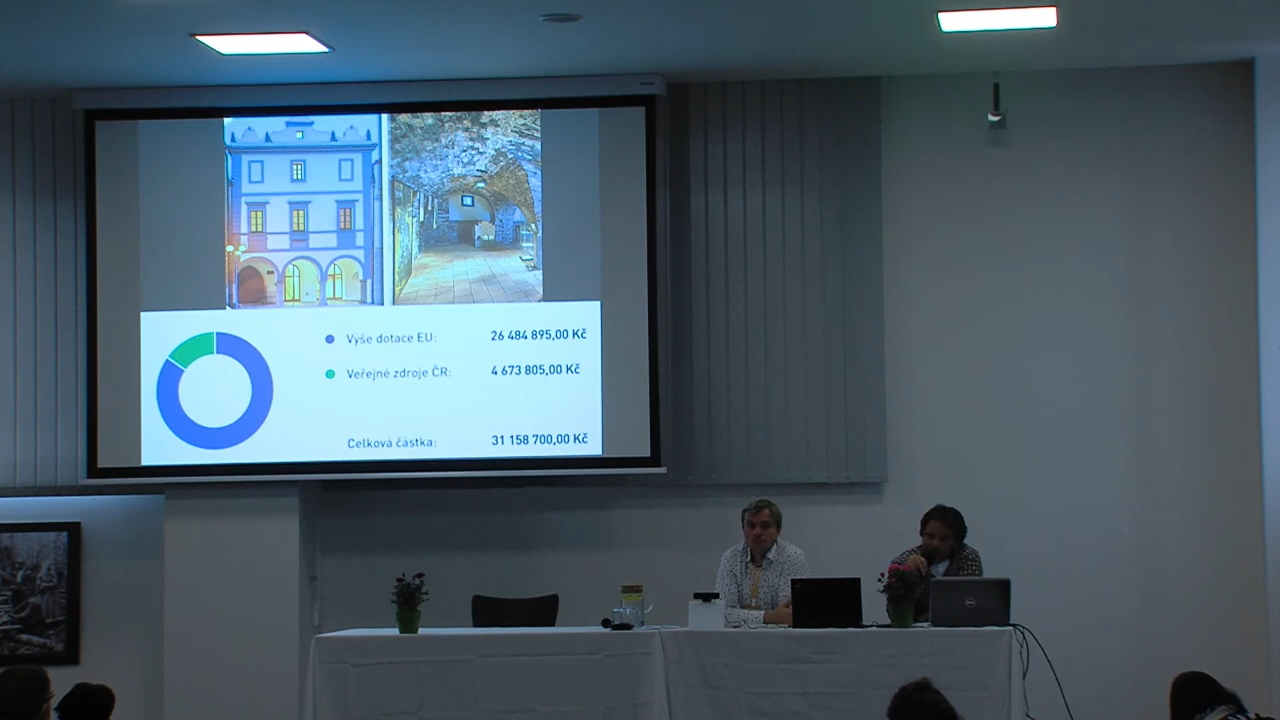 Výše dotace EU: 26 484 895,00 Kč
Veřejné zdroje ČR: 4 673 805,00 Kč
Celková částka: 31 158 700,00 Kč
DELL